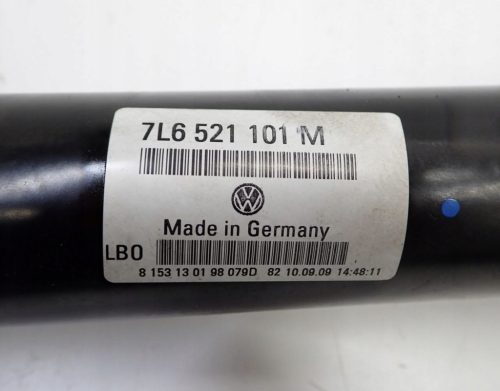 7L6 521 101 M
VW
Made in Germany
LBO
8 153 13 01 98 079D 82 10.09.09 14:48:11